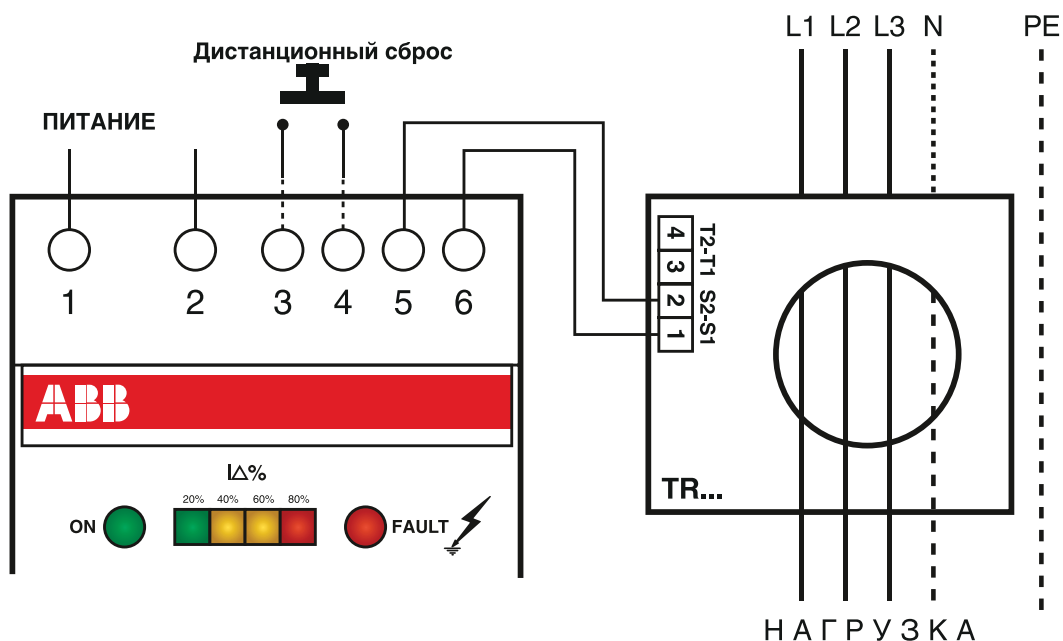 L1 L2 L3 N PE
Дистанционный сброс
ПИТАНИЕ
1 2 3 4 5 6
4 3 2 1
T2-T1
S2-S1
ABB
I△%
20% 40% 60% 80%
ON
FAULT
TR...
НАГРУЗКА